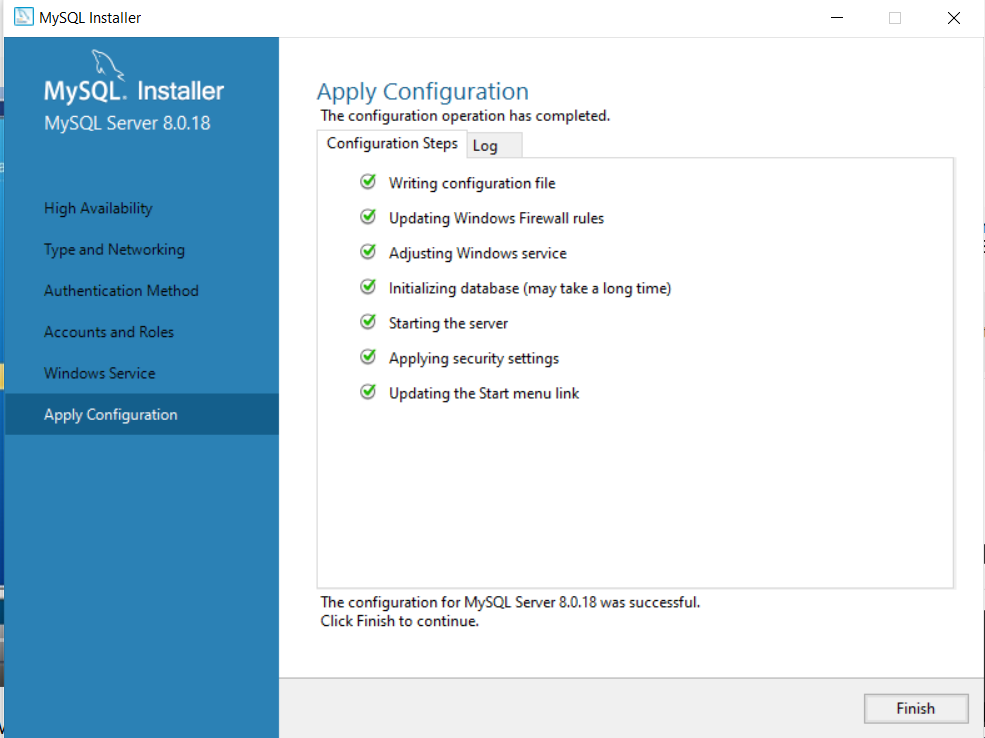 MySQL Installer
MySQL. Installer
MySQL Server 8.0.18
High Availability
Type and Networking
Authentication Method
Accounts and Roles
Windows Service
Apply Configuration
Apply Configuration
The configuration operation has completed.
Configuration Steps
Log
Writing configuration file
Updating Windows Firewall rules
Adjusting Windows service
Initializing database (may take a long time)
Starting the server
Applying security settings
Updating the Start menu link
The configuration for MySQL Server 8.0.18 was successful.
Click Finish to continue.
Finish